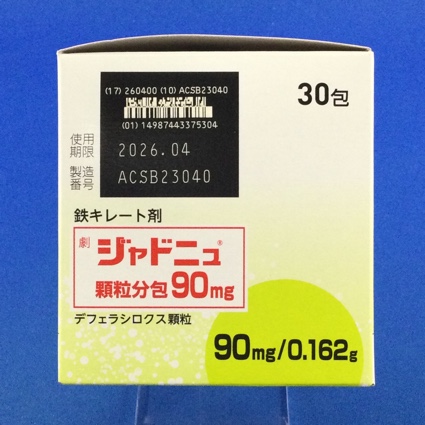 (17) 260400 (10) ACSB23040
(01) 14987443375304
30包
使用期限 2026.04
製造番号 ACSB23040
鉄キレート剤
劇 ジャドニュ®
顆粒分包90mg
デフェラシロクス顆粒
90mg/0.162g